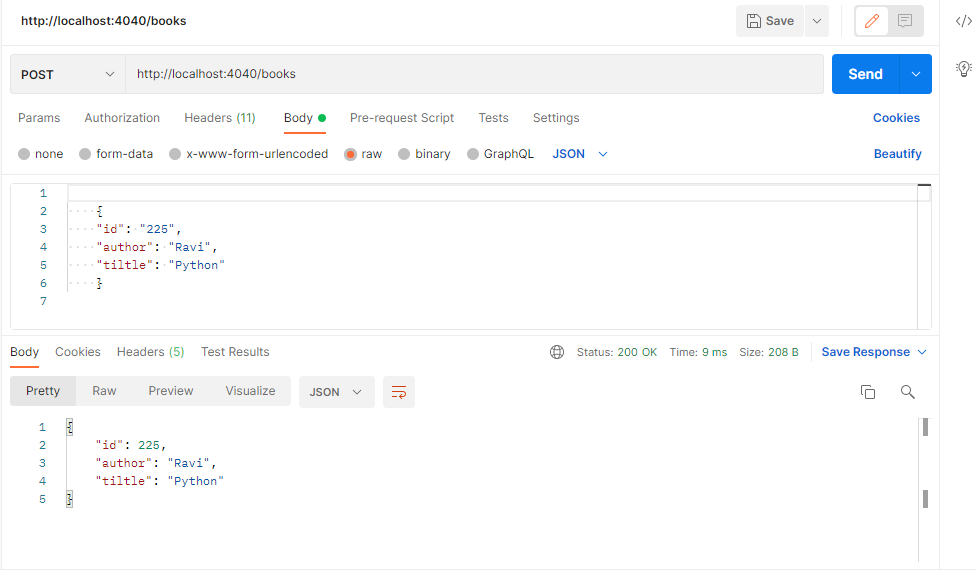 http://localhost:4040/books Save
POST http://localhost:4040/books Send
Params Authorization Headers (11) Body Pre-request Script Tests Settings Cookies
none form-data x-www-form-urlencoded raw binary GraphQL JSON Beautify
1
2 {
3 "id": "225",
4 "author": "Ravi",
5 "tiltle": "Python"
6 }
7
Body Cookies Headers (5) Test Results Status: 200 OK Time: 9 ms Size: 208 B Save Response
Pretty Raw Preview Visualize JSON
1 {
2 "id": 225,
3 "author": "Ravi",
4 "tiltle": "Python"
5 }